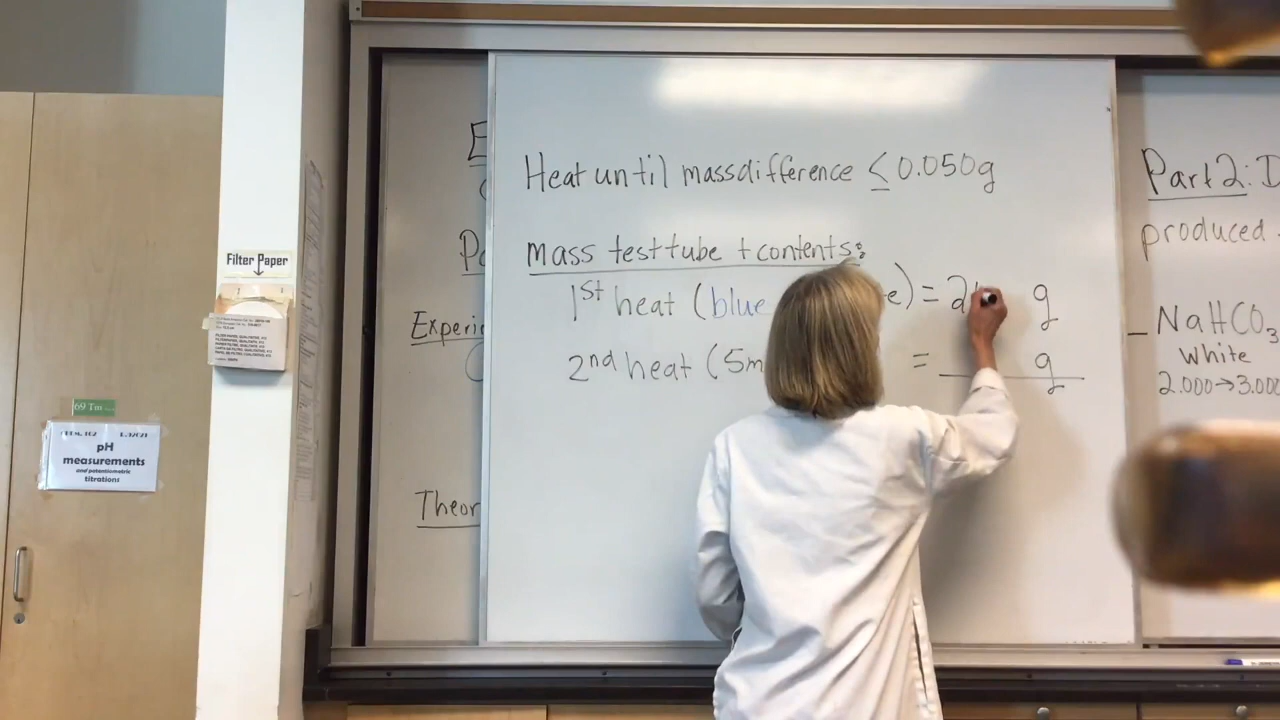 Filter Paper
69
pH
measurements
and potentiometric
titrations
Experi
Theor
Heat until mass difference ≤ 0.050g
mass test tube + contents:
1st heat (blue e) = 2 g
2nd heat (5m = g
Part 2: D
produced
NaHCO3
white
2.000→3.000